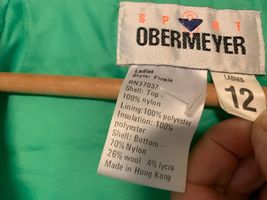 SPORT
OBERMEYER
LADIES
12
Ladies
Style: Finale
RN37037
Shell: Top -
100% nylon
Lining: 100% polyester
Insulation: 100%
polyester
Shell: Bottom -
70% Nylon
26% wool 4% lycra
Made in Hong Kong